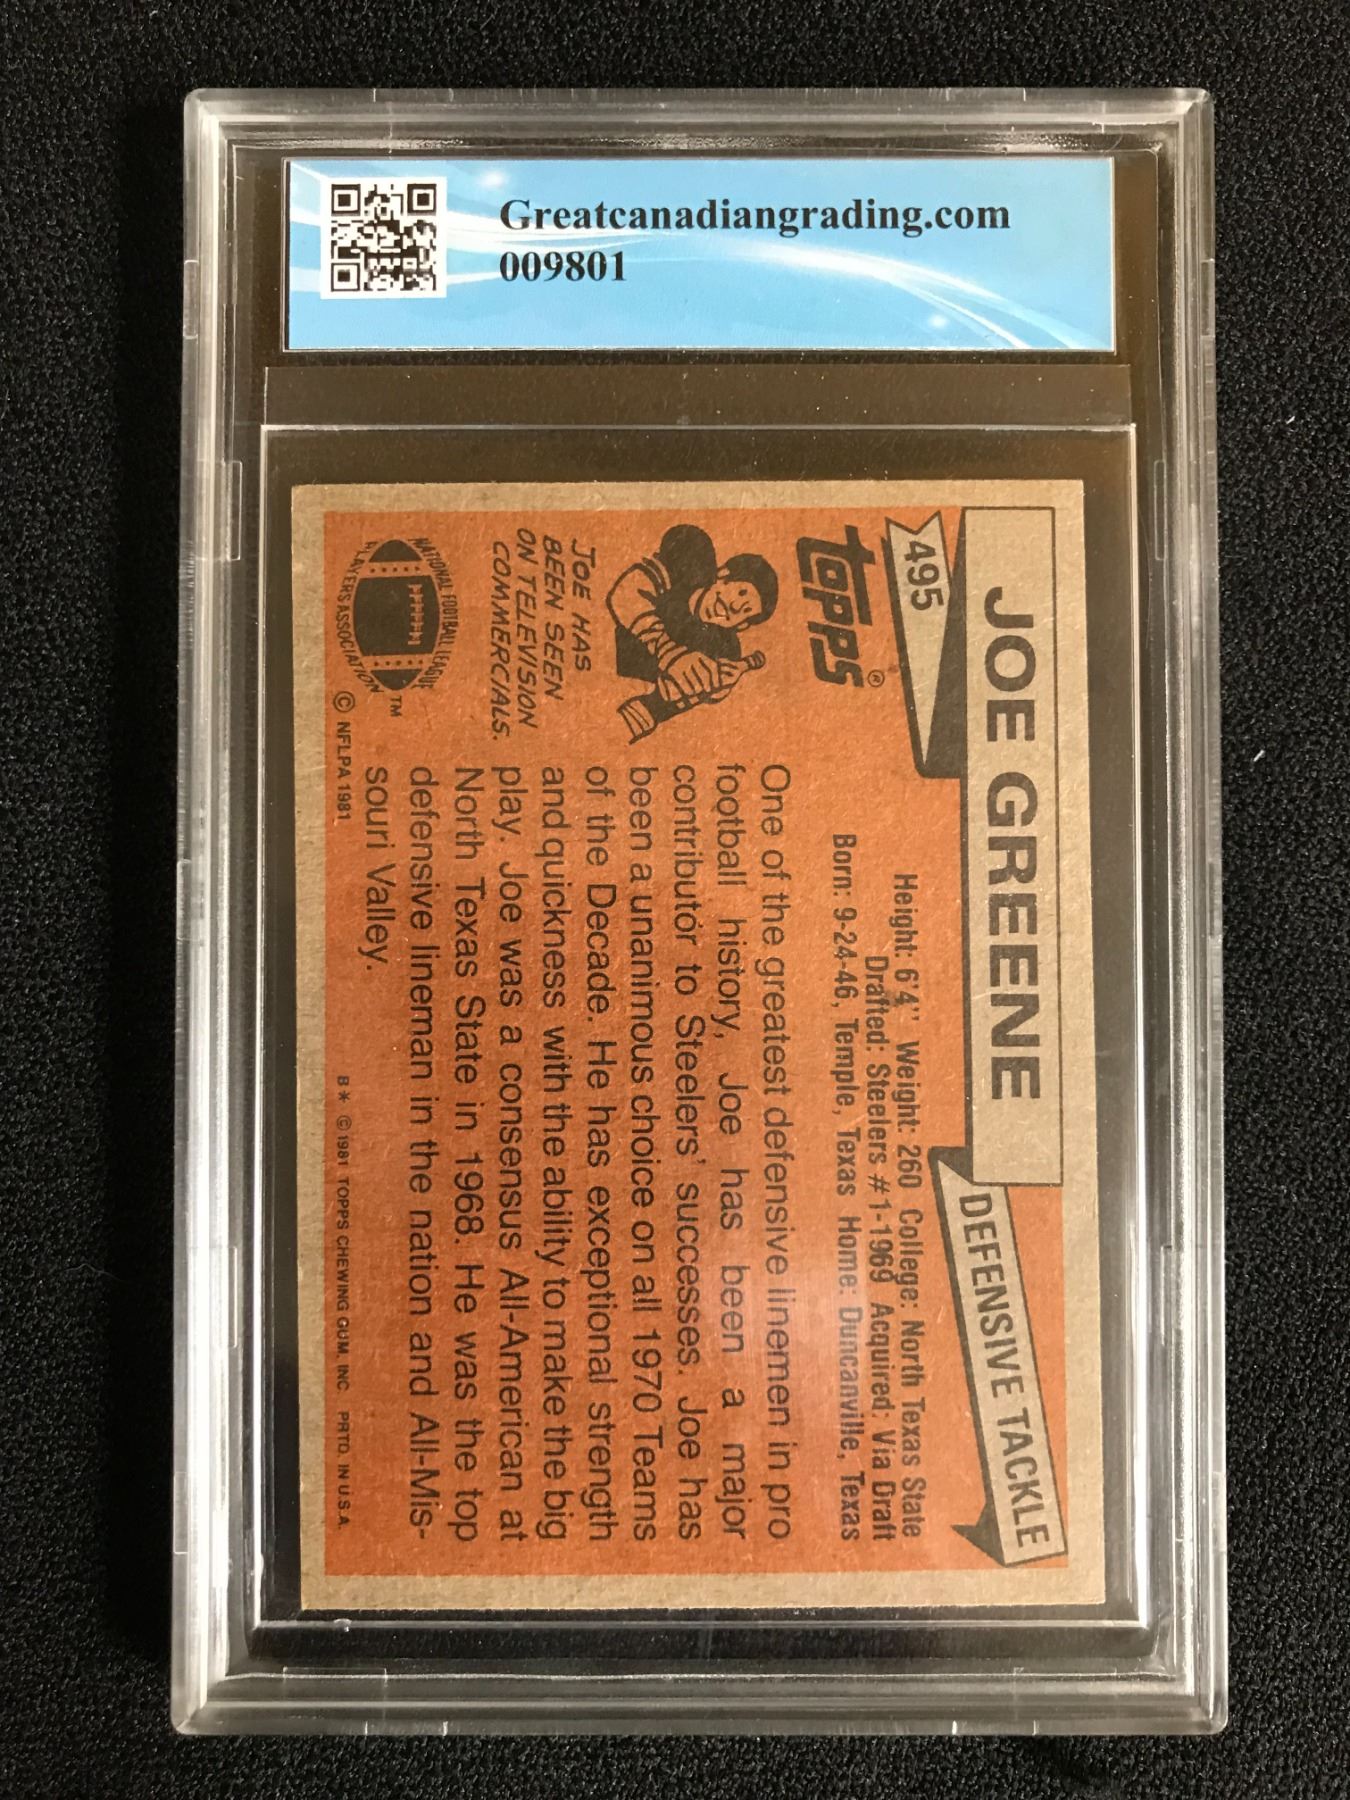 Greatcanadiangrading.com
009801
JOE GREENE
DEFENSIVE TACKLE
495
TOPPS®
Height: 6'4" Weight: 260 College: North Texas State
Drafted: Steelers #1-1969 Acquired: Via Draft
Born: 9-24-46, Temple, Texas Home: Duncanville, Texas
One of the greatest defensive linemen in pro
football history, Joe has been a major
contributor to Steelers' successes. Joe has
been a unanimous choice on all 1970 Teams
of the Decade. He has exceptional strength
and quickness with the ability to make the big
play. Joe was a consensus All-American at
North Texas State in 1968. He was the top
defensive lineman in the nation and All-Mis-
souri Valley.
JOE HAS
BEEN SEEN
ON TELEVISION
COMMERCIALS.
NATIONAL FOOTBALL LEAGUE
PLAYERS ASSOCIATION
TM
© NFLPA 1981
B* © 1981 TOPPS CHEWING GUM, INC. PRTD. IN U.S.A.